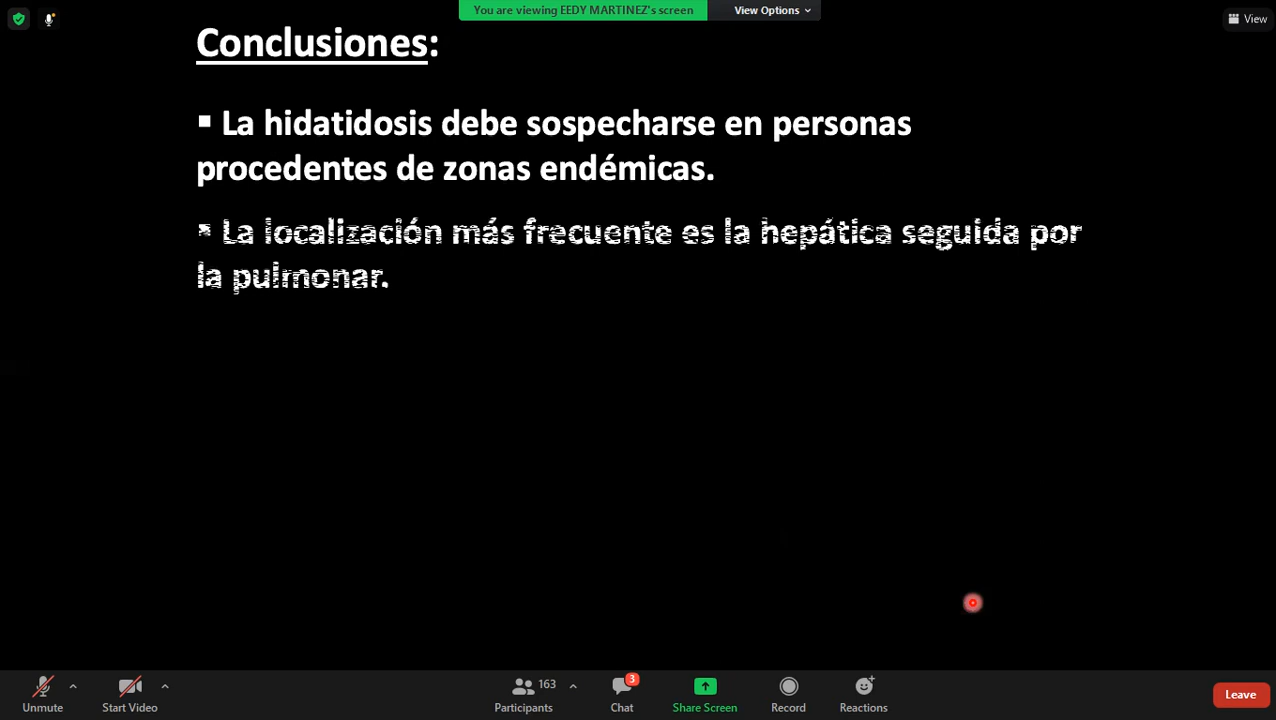 You are viewing EEDY MARTINEZ's screen
View Options
View
Conclusiones:
▪ La hidatidosis debe sospecharse en personas
procedentes de zonas endémicas.
▪ La localización más frecuente es la hepática seguida por
la pulmonar.
Unmute
Start Video
163
Participants
3
Chat
Share Screen
Record
Reactions
Leave